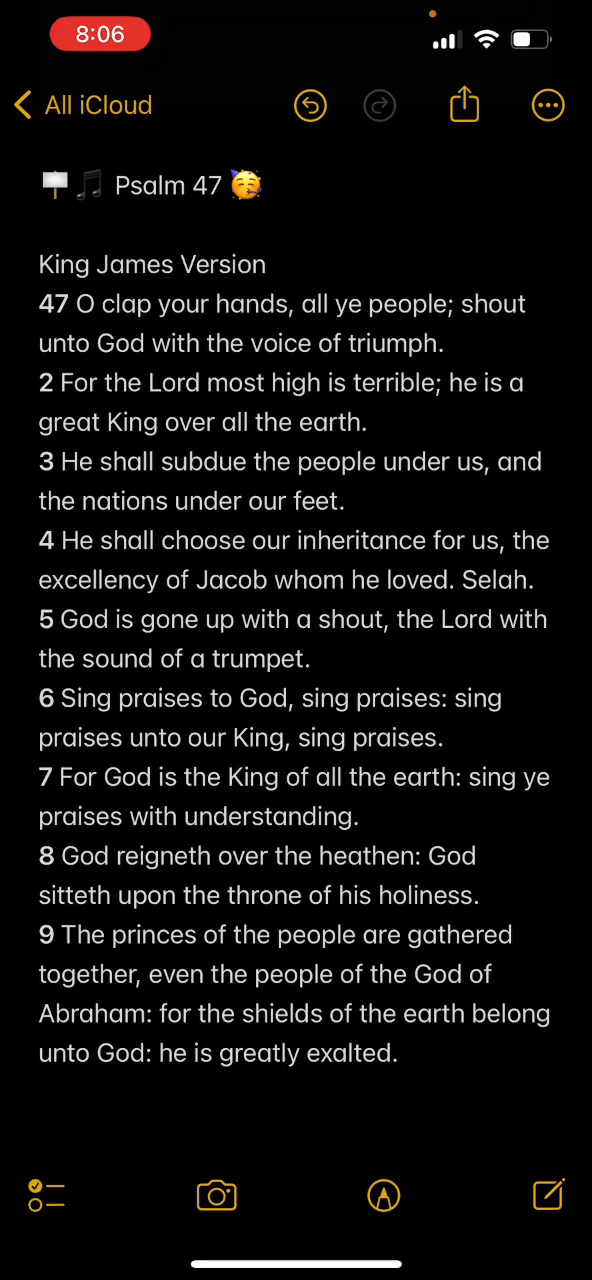 8:06
All iCloud
🪧🎵 Psalm 47 🥳
King James Version
47 O clap your hands, all ye people; shout
unto God with the voice of triumph.
2 For the Lord most high is terrible; he is a
great King over all the earth.
3 He shall subdue the people under us, and
the nations under our feet.
4 He shall choose our inheritance for us, the
excellency of Jacob whom he loved. Selah.
5 God is gone up with a shout, the Lord with
the sound of a trumpet.
6 Sing praises to God, sing praises: sing
praises unto our King, sing praises.
7 For God is the King of all the earth: sing ye
praises with understanding.
8 God reigneth over the heathen: God
sitteth upon the throne of his holiness.
9 The princes of the people are gathered
together, even the people of the God of
Abraham: for the shields of the earth belong
unto God: he is greatly exalted.